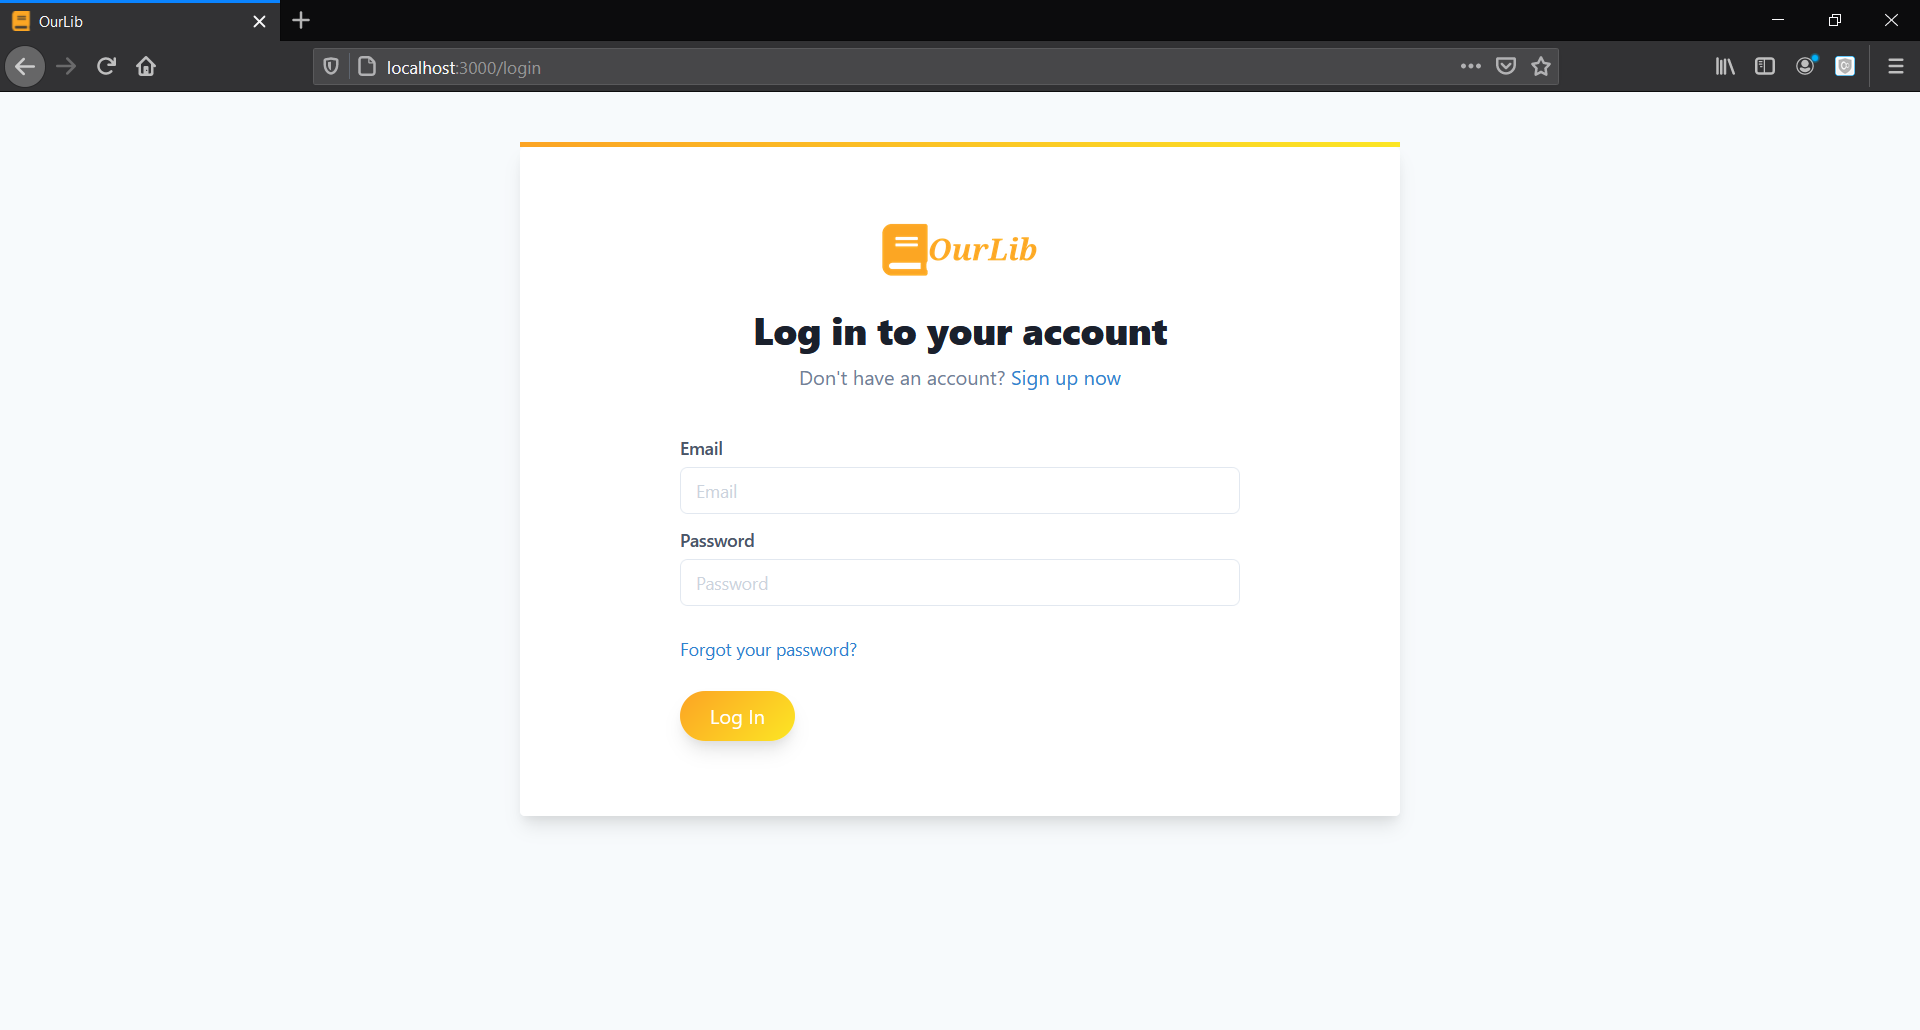 OurLib
localhost:3000/login
OurLib
Log in to your account
Don't have an account? Sign up now
Email
Email
Password
Password
Forgot your password?
Log In